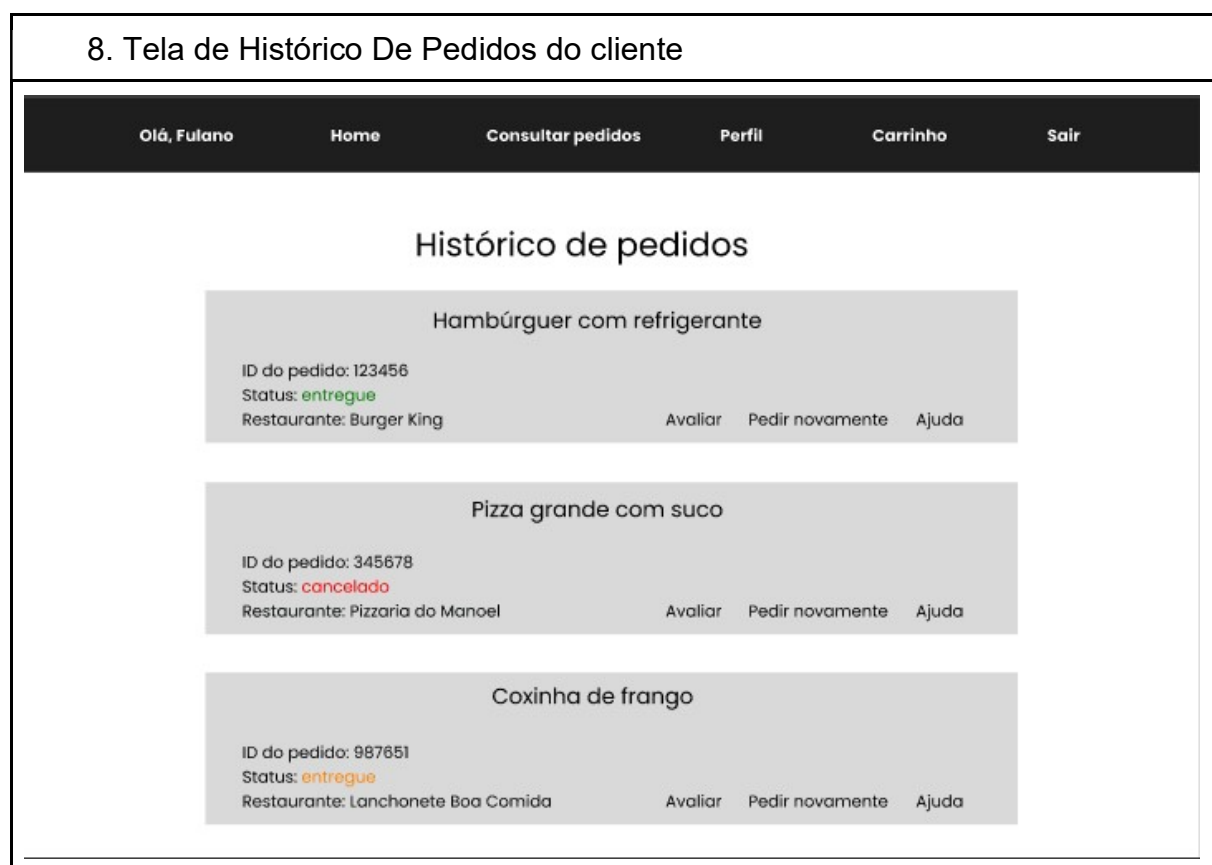 8. Tela de Histórico De Pedidos do cliente
Olá, Fulano Home Consultar pedidos Perfil Carrinho Sair
Histórico de pedidos
Hambúrguer com refrigerante
ID do pedido: 123456
Status: entregue
Restaurante: Burger King Avaliar Pedir novamente Ajuda
Pizza grande com suco
ID do pedido: 345678
Status: cancelado
Restaurante: Pizzaria do Manoel Avaliar Pedir novamente Ajuda
Coxinha de frango
ID do pedido: 987651
Status: entregue
Restaurante: Lanchonete Boa Comida Avaliar Pedir novamente Ajuda